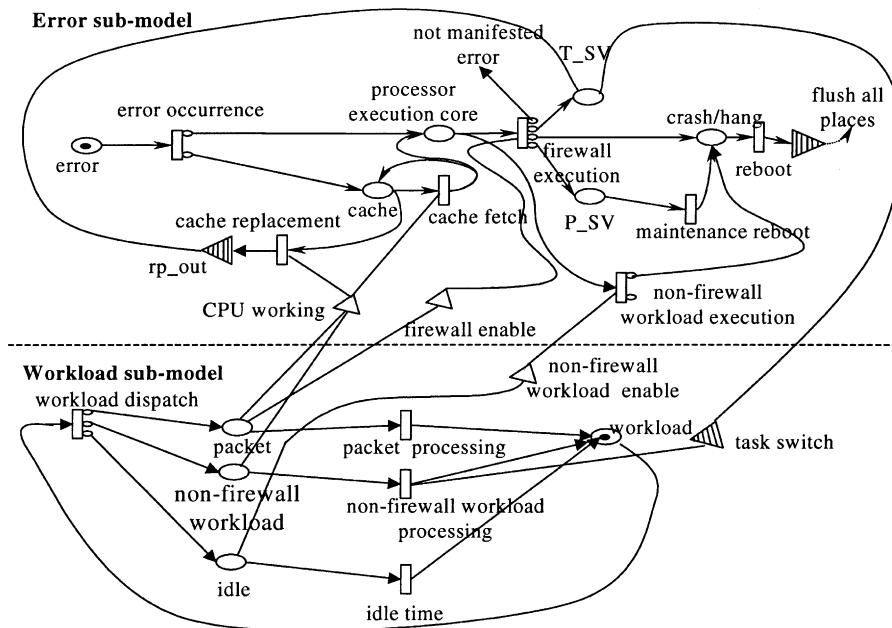 Error sub-model
not manifested
error
T_SV
error occurrence
processor
execution core
crash/hang
flush all
places
error
firewall
execution
reboot
cache
cache fetch
P_SV
maintenance reboot
cache replacement
rp_out
CPU working
firewall enable
non-firewall
workload execution
Workload sub-model
non-firewall
workload enable
workload dispatch
packet
packet processing
workload
task switch
non-firewall
workload
non-firewall workload
processing
idle
idle time